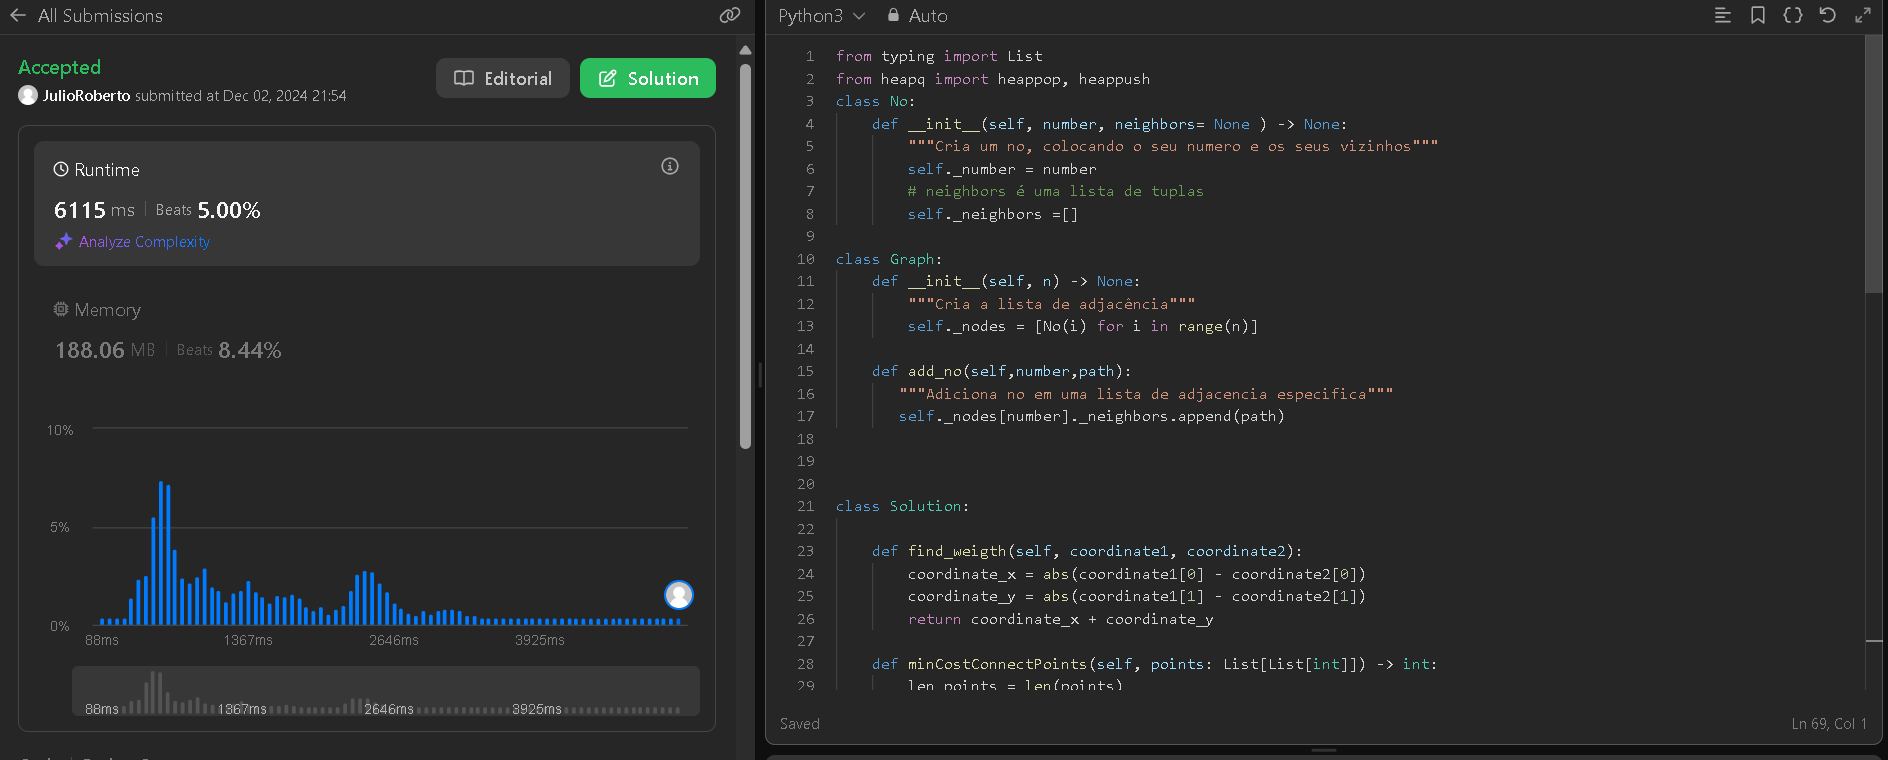 All Submissions
Accepted
JulioRoberto submitted at Dec 02, 2024 21:54
Editorial
Solution
Runtime
6115 ms | Beats 5.00%
Analyze Complexity
Memory
188.06 MB | Beats 8.44%
10%
5%
0%
88ms 1367ms 2646ms 3925ms
88ms 1367ms 2646ms 3925ms
Python3 Auto
1 from typing import List
2 from heapq import heappop, heappush
3 class No:
4     def __init__(self, number, neighbors= None ) -> None:
5         """Cria um no, colocando o seu numero e os seus vizinhos"""
6         self._number = number
7         # neighbors é uma lista de tuplas
8         self._neighbors =[]
9
10 class Graph:
11     def __init__(self, n) -> None:
12         """Cria a lista de adjacência"""
13         self._nodes = [No(i) for i in range(n)]
14
15     def add_no(self,number,path):
16        """Adiciona no em uma lista de adjacencia especifica"""
17        self._nodes[number]._neighbors.append(path)
18
19
20
21 class Solution:
22
23     def find_weigth(self, coordinate1, coordinate2):
24         coordinate_x = abs(coordinate1[0] - coordinate2[0])
25         coordinate_y = abs(coordinate1[1] - coordinate2[1])
26         return coordinate_x + coordinate_y
27
28     def minCostConnectPoints(self, points: List[List[int]]) -> int:
29         len_points = len(points)
Saved
Ln 69, Col 1